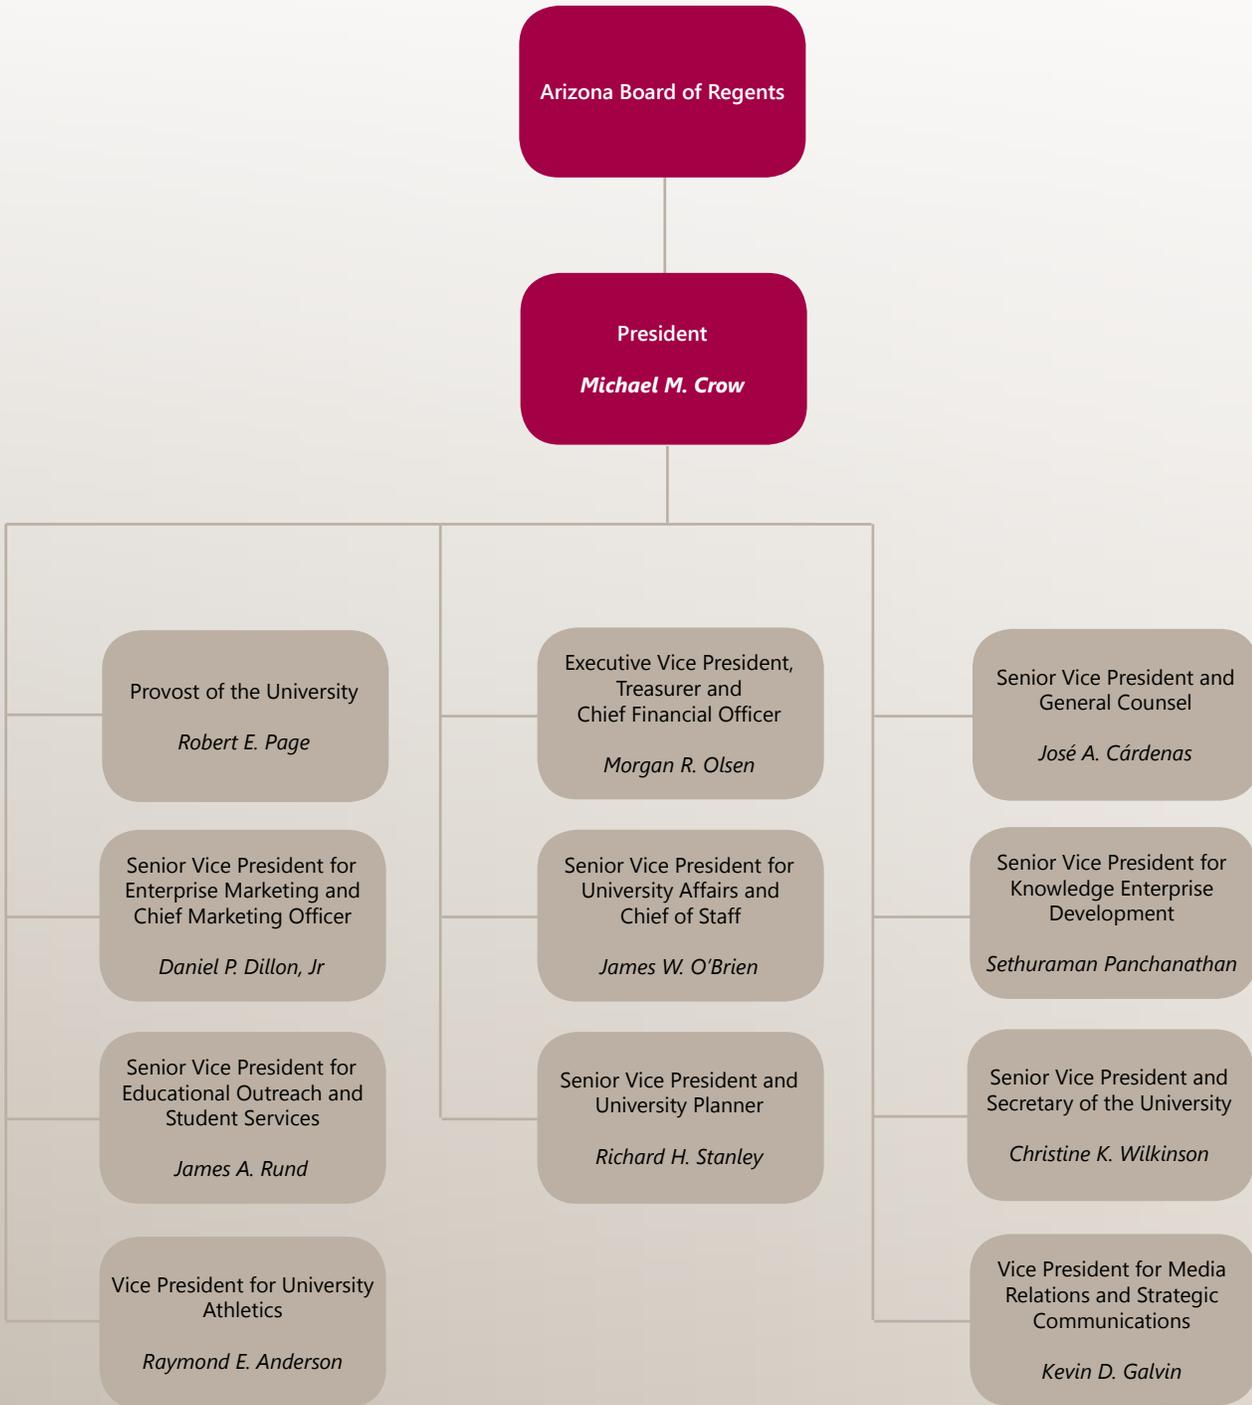 Arizona Board of Regents
President
Michael M. Crow
Provost of the University
Robert E. Page
Senior Vice President for
Enterprise Marketing and
Chief Marketing Officer
Daniel P. Dillon, Jr
Senior Vice President for
Educational Outreach and
Student Services
James A. Rund
Vice President for University
Athletics
Raymond E. Anderson
Executive Vice President,
Treasurer and
Chief Financial Officer
Morgan R. Olsen
Senior Vice President for
University Affairs and
Chief of Staff
James W. O’Brien
Senior Vice President and
University Planner
Richard H. Stanley
Senior Vice President and
General Counsel
José A. Cárdenas
Senior Vice President for
Knowledge Enterprise
Development
Sethuraman Panchanathan
Senior Vice President and
Secretary of the University
Christine K. Wilkinson
Vice President for Media
Relations and Strategic
Communications
Kevin D. Galvin